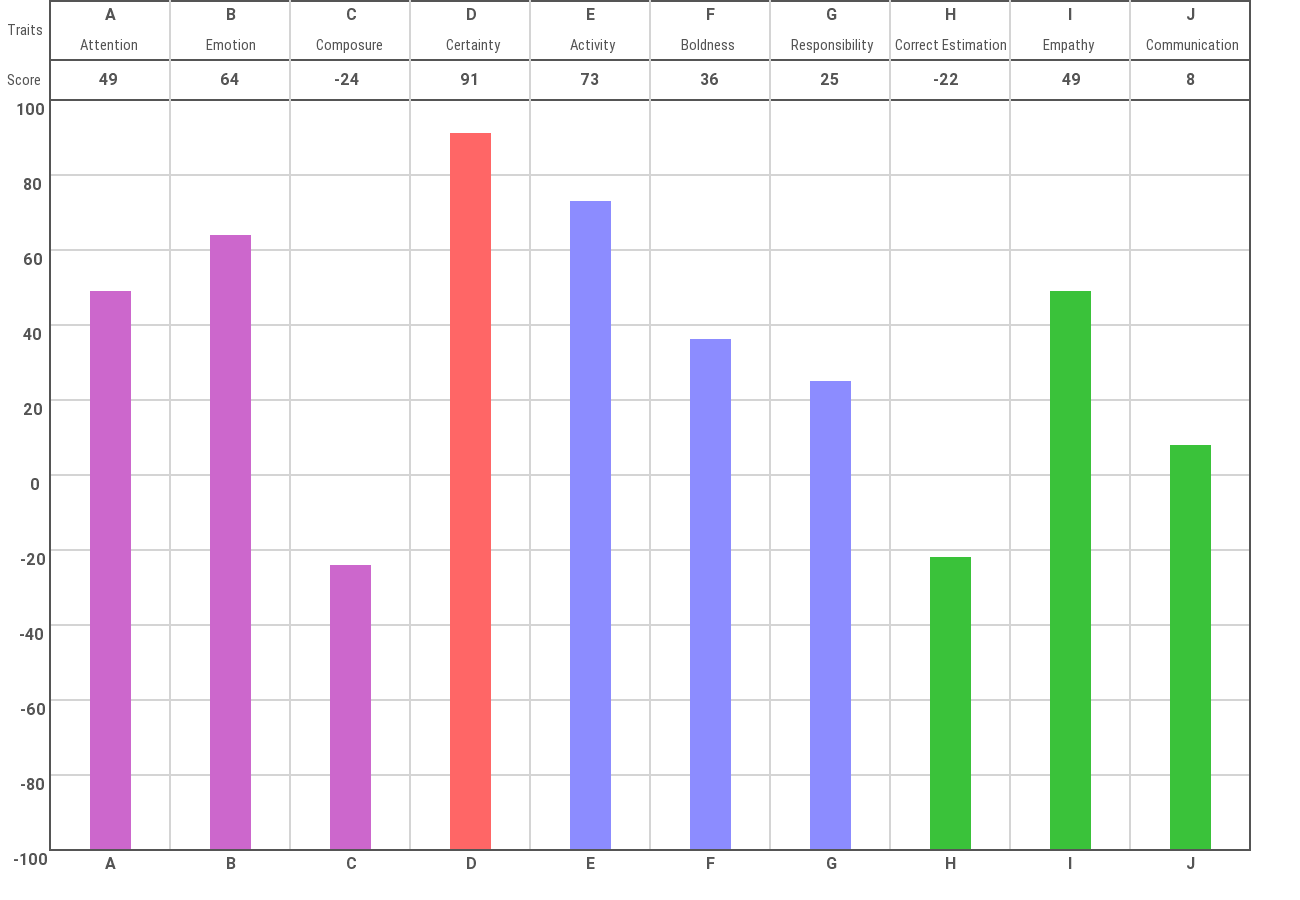 A B C D E F G H I J
Traits
Attention Emotion Composure Certainty Activity Boldness Responsibility Correct Estimation Empathy Communication
Score 49 64 -24 91 73 36 25 -22 49 8
100
80
60
40
20
0
-20
-40
-60
-80
-100
A B C D E F G H I J